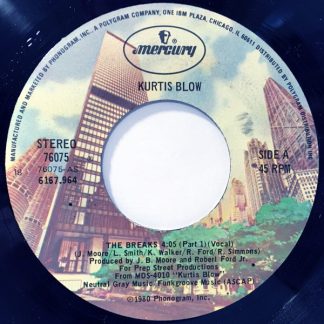 MANUFACTURED AND MARKETED BY PHONOGRAM, INC., A POLYGRAM COMPANY, ONE IBM PLAZA, CHICAGO, IL 60611 DISTRIBUTED BY POLYGRAM DISTRIBUTION, INC.
mercury
KURTIS BLOW
STEREO
76075
76075-AS
18
6167.964
SIDE A
45 RPM
THE BREAKS 4:05 (Part 1)(Vocal)
(J. Moore/L. Smith/K. Walker/R. Ford/R. Simmons)
Produced by J. B. Moore and Robert Ford Jr.
For Prep Street Productions
From MDS-4010 "Kurtis Blow"
Neutral Gray Music/Funkgroove Music (ASCAP)
©1980 Phonogram, Inc.